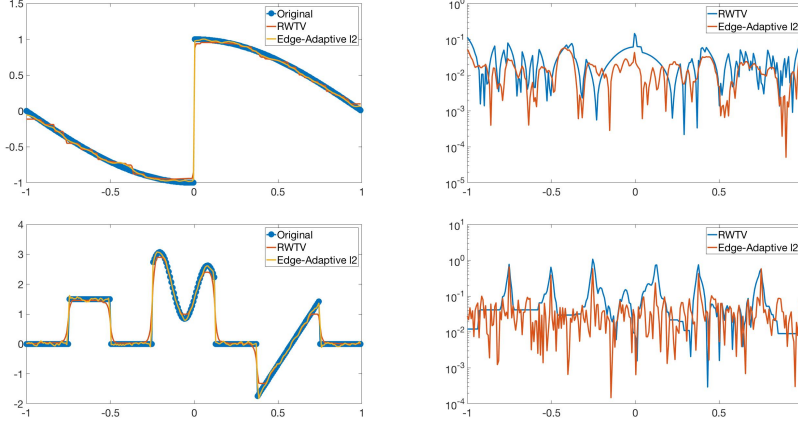 1.5
1
0.5
0
-0.5
-1
-1 -0.5 0 0.5 1
Original
RWTV
Edge-Adaptive l2
10^0
10^-1
10^-2
10^-3
10^-4
10^-5
-1 -0.5 0 0.5
RWTV
Edge-Adaptive l2
4
3
2
1
0
-1
-2
-1 -0.5 0 0.5 1
Original
RWTV
Edge-Adaptive l2
10^1
10^0
10^-1
10^-2
10^-3
10^-4
-1 -0.5 0 0.5
RWTV
Edge-Adaptive l2